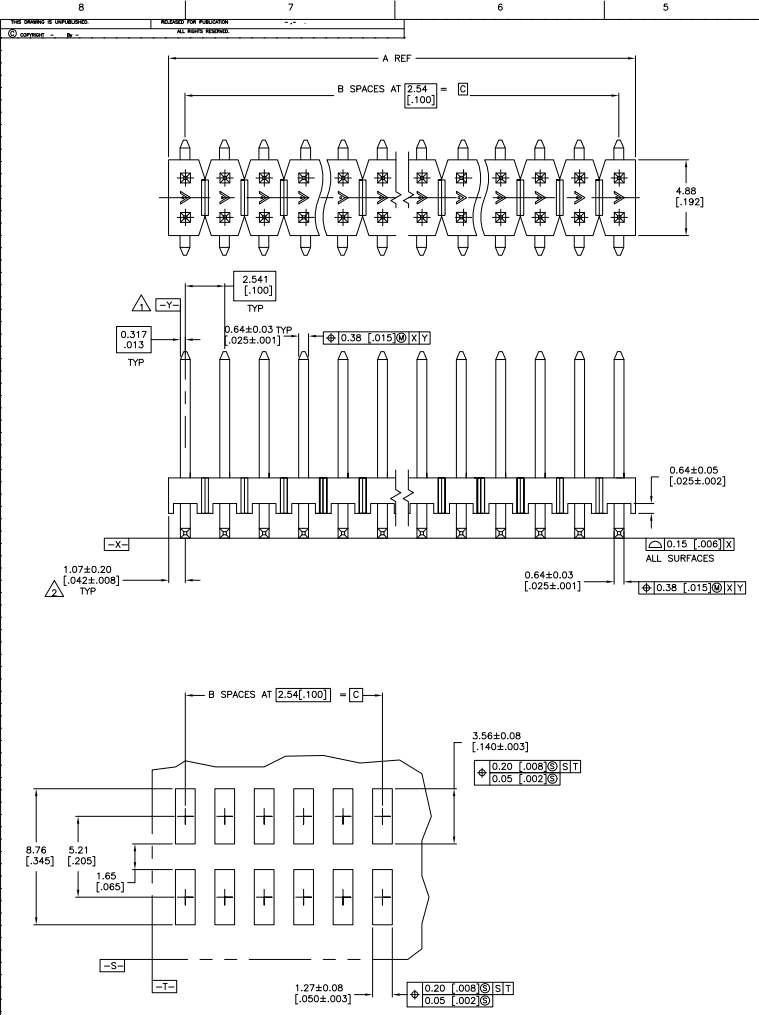 8 7 6 5
THIS DRAWING IS UNPUBLISHED. RELEASED FOR PUBLICATION - , - .
© COPYRIGHT - By - ALL RIGHTS RESERVED.
A REF
B SPACES AT 2.54 = C
[.100]
4.88
[.192]
2.541
[.100]
TYP
1 -Y-
0.317
.013
TYP
0.64±0.03 TYP
[.025±.001]
⌖ 0.38 [.015]Ⓜ X Y
0.64±0.05
[.025±.002]
-X-
⌓ 0.15 [.006] X
ALL SURFACES
1.07±0.20
[.042±.008]
2 TYP
0.64±0.03
[.025±.001]
⌖ 0.38 [.015]Ⓜ X Y
B SPACES AT 2.54[.100] = C
3.56±0.08
[.140±.003]
⌖ 0.20 [.008]Ⓢ S T
0.05 [.002]Ⓢ
8.76
[.345]
5.21
[.205]
1.65
[.065]
-S-
-T-
1.27±0.08
[.050±.003]
⌖ 0.20 [.008]Ⓢ S T
0.05 [.002]Ⓢ